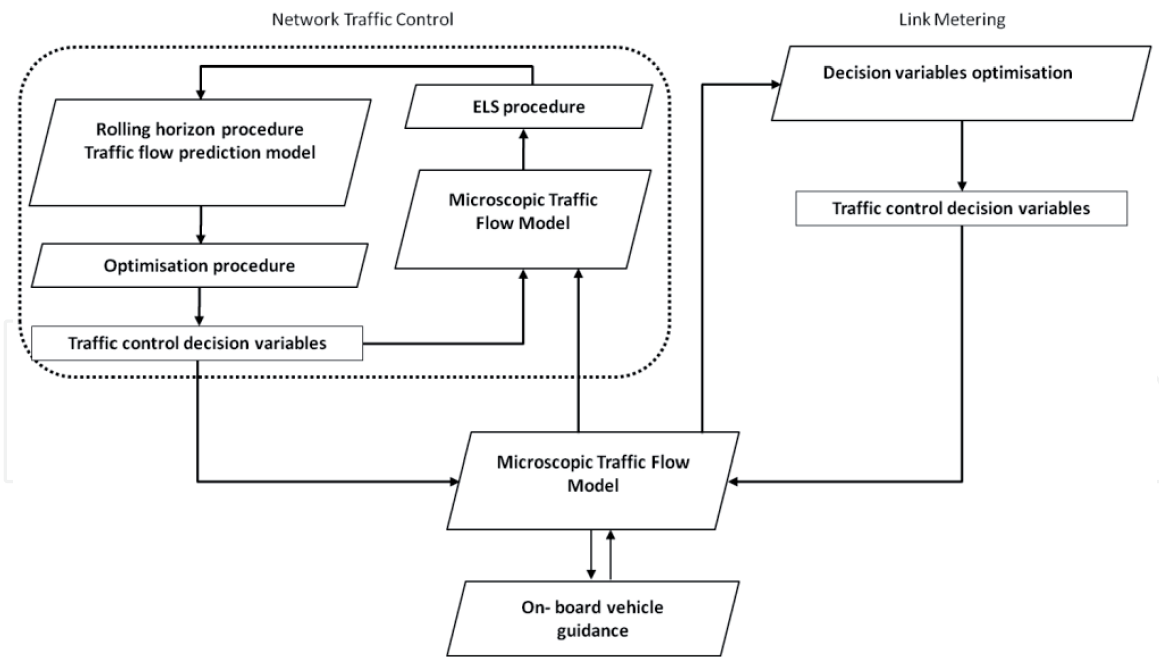 Network Traffic Control
Link Metering
Rolling horizon procedure
Traffic flow prediction model
Optimisation procedure
Traffic control decision variables
ELS procedure
Microscopic Traffic
Flow Model
Decision variables optimisation
Traffic control decision variables
Microscopic Traffic Flow
Model
On- board vehicle
guidance